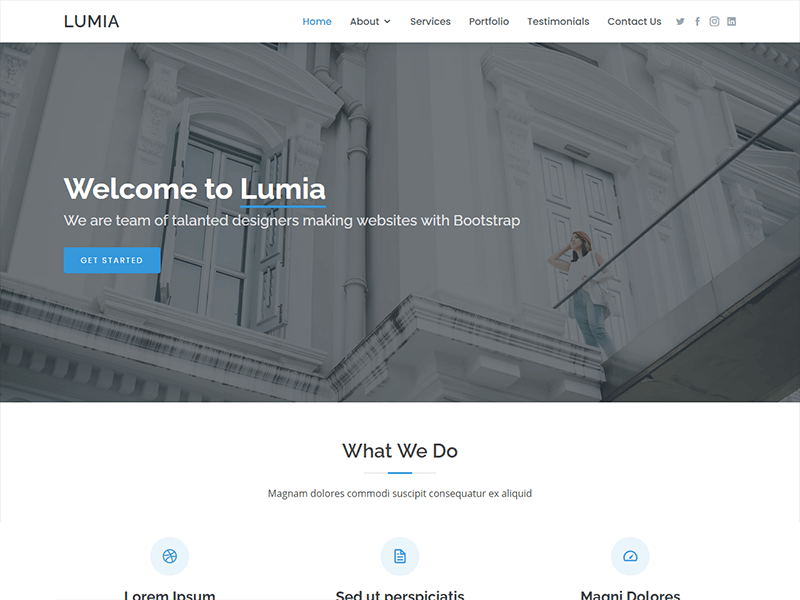 LUMIA
Home About Services Portfolio Testimonials Contact Us
Welcome to Lumia
We are team of talanted designers making websites with Bootstrap
GET STARTED
What We Do
Magnam dolores commodi suscipit consequatur ex aliquid
Lorem Ipsum Sed ut perspiciatis Magni Dolores